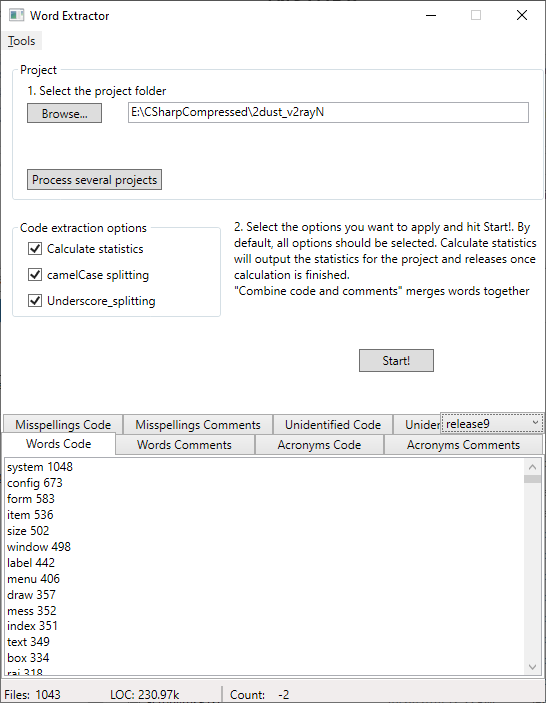 Word Extractor
Tools
Project
1. Select the project folder
Browse...
E:\CSharpCompressed\2dust_v2rayN
Process several projects
Code extraction options
Calculate statistics
camelCase splitting
Underscore_splitting
2. Select the options you want to apply and hit Start!. By
default, all options should be selected. Calculate statistics
will output the statistics for the project and releases once
calculation is finished.
"Combine code and comments" merges words together
Start!
Misspellings Code
Misspellings Comments
Unidentified Code
release9
Words Code
Words Comments
Acronyms Code
Acronyms Comments
system 1048
config 673
form 583
item 536
size 502
window 498
label 442
menu 406
draw 357
mess 352
index 351
text 349
box 334
Files: 1043
LOC: 230.97k
Count: -2